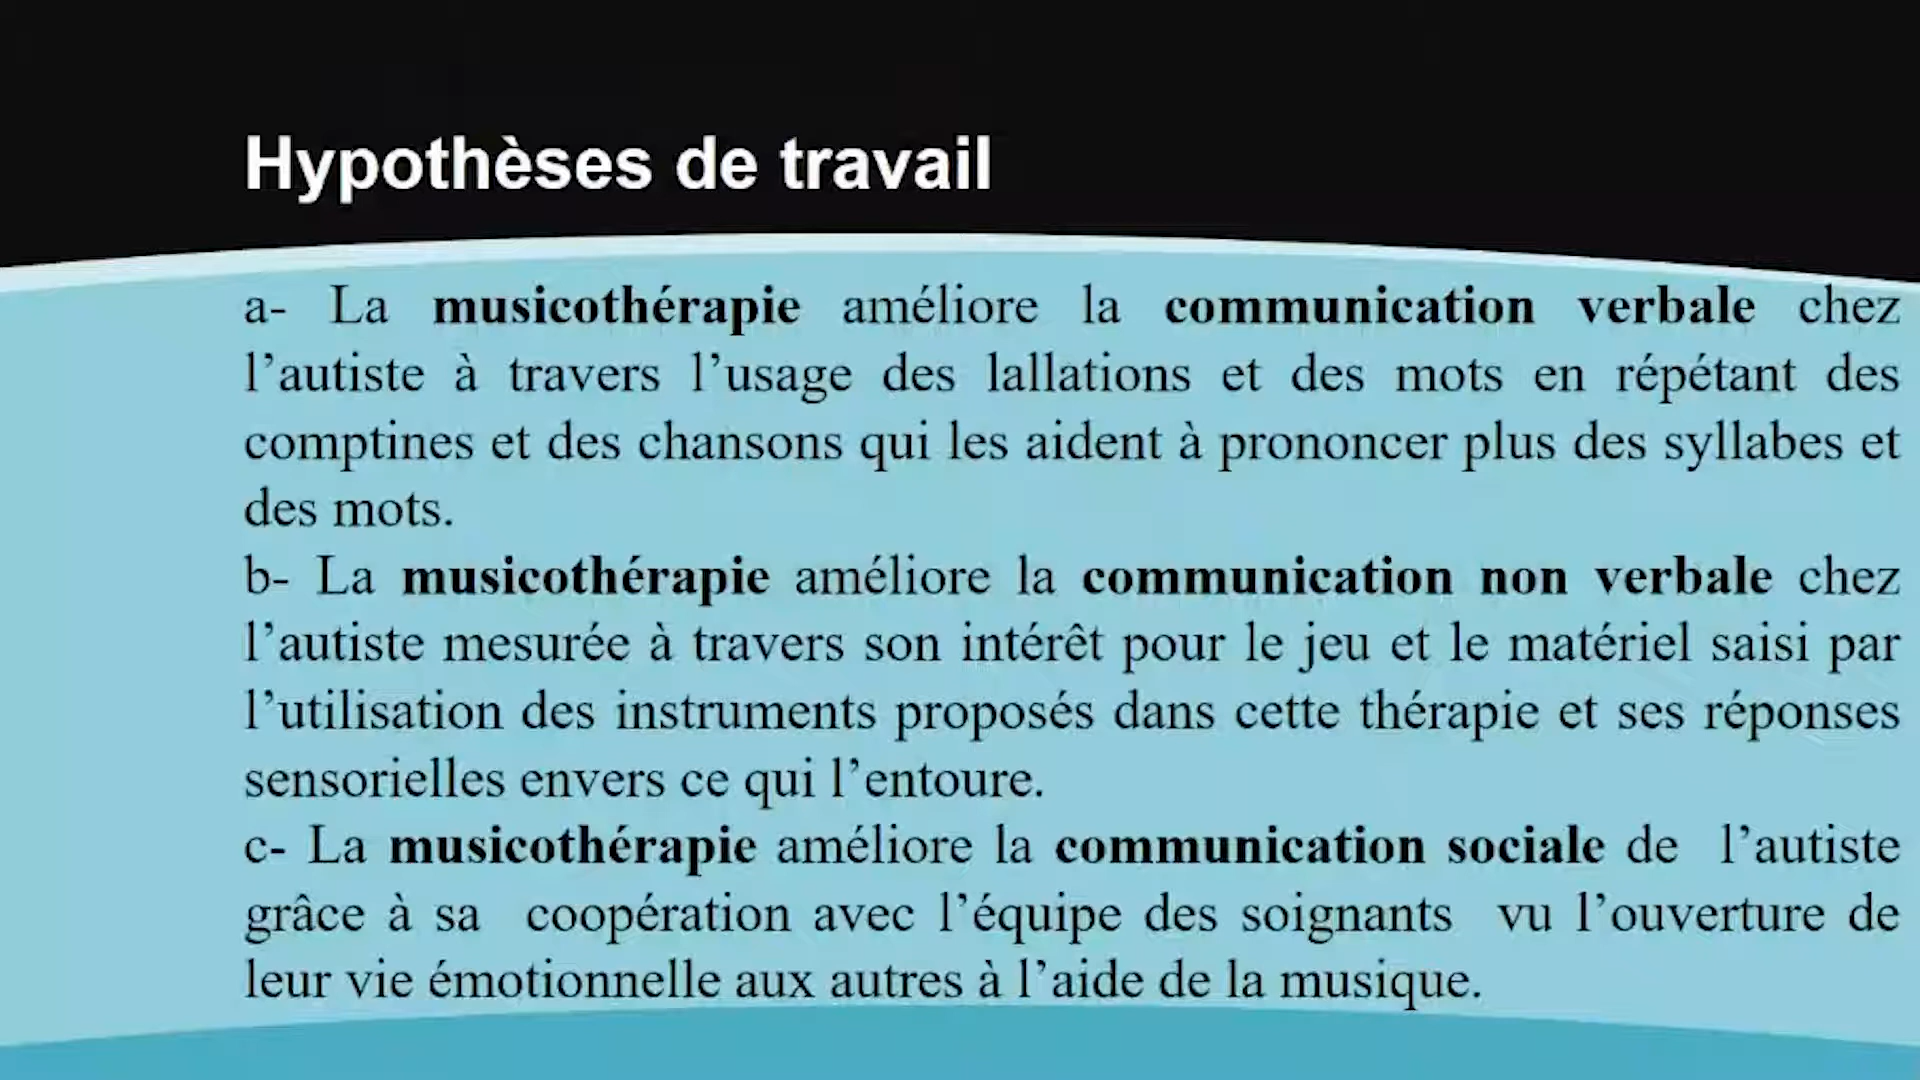 Hypothèses de travail
a- La musicothérapie améliore la communication verbale chez
l’autiste à travers l’usage des lallations et des mots en répétant des
comptines et des chansons qui les aident à prononcer plus des syllabes et
des mots.
b- La musicothérapie améliore la communication non verbale chez
l’autiste mesurée à travers son intérêt pour le jeu et le matériel saisi par
l’utilisation des instruments proposés dans cette thérapie et ses réponses
sensorielles envers ce qui l’entoure.
c- La musicothérapie améliore la communication sociale de l’autiste
grâce à sa coopération avec l’équipe des soignants vu l’ouverture de
leur vie émotionnelle aux autres à l’aide de la musique.